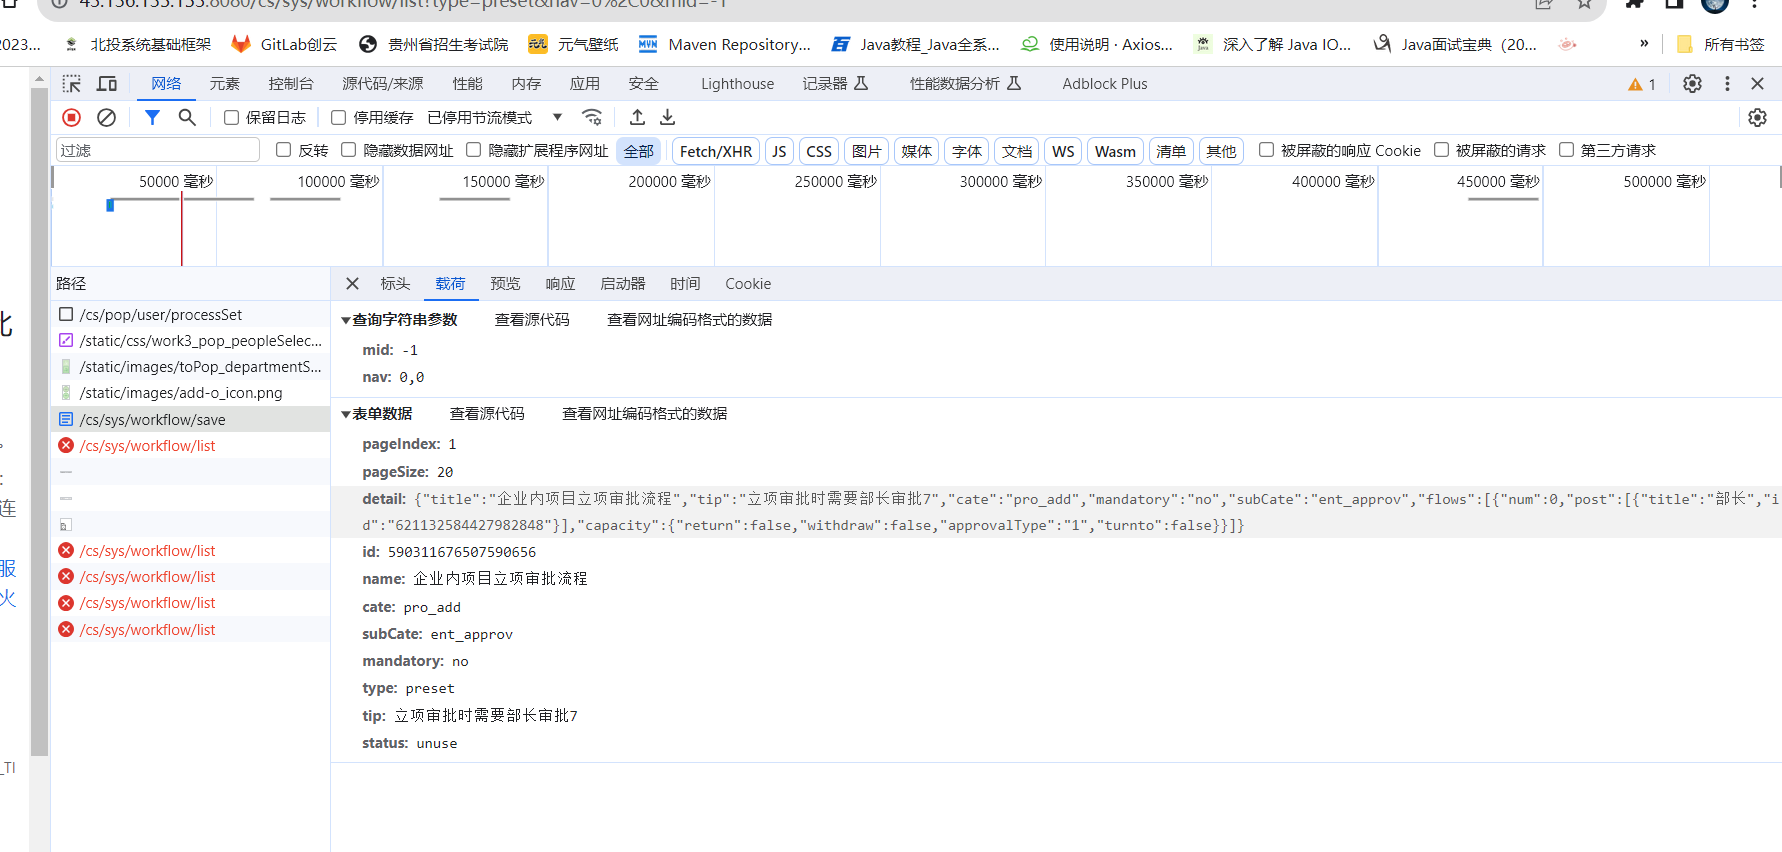 45.136.155.155:8080/cs/sys/workflow/list?type=preset&nav=0%2C0&mid=-1
2023... 北投系统基础框架 GitLab创云 贵州省招生考试院 元气壁纸 Maven Repository... Java教程_Java全系... 使用说明 · Axios... 深入了解 Java IO... Java面试宝典（20... » 所有书签
网络 元素 控制台 源代码/来源 性能 内存 应用 安全 Lighthouse 记录器 性能数据分析 Adblock Plus 1
保留日志 停用缓存 已停用节流模式
过滤 反转 隐藏数据网址 隐藏扩展程序网址 全部 Fetch/XHR JS CSS 图片 媒体 字体 文档 WS Wasm 清单 其他 被屏蔽的响应 Cookie 被屏蔽的请求 第三方请求
50000 毫秒 100000 毫秒 150000 毫秒 200000 毫秒 250000 毫秒 300000 毫秒 350000 毫秒 400000 毫秒 450000 毫秒 500000 毫秒
路径
/cs/pop/user/processSet
/static/css/work3_pop_peopleSelec...
/static/images/toPop_departmentS...
/static/images/add-o_icon.png
/cs/sys/workflow/save
/cs/sys/workflow/list
/cs/sys/workflow/list
/cs/sys/workflow/list
/cs/sys/workflow/list
/cs/sys/workflow/list
标头 载荷 预览 响应 启动器 时间 Cookie
查询字符串参数 查看源代码 查看网址编码格式的数据
mid: -1
nav: 0,0
表单数据 查看源代码 查看网址编码格式的数据
pageIndex: 1
pageSize: 20
detail: {"title":"企业内项目立项审批流程","tip":"立项审批时需要部长审批7","cate":"pro_add","mandatory":"no","subCate":"ent_approv","flows":[{"num":0,"post":[{"title":"部长","i
d":"621132584427982848"}],"capacity":{"return":false,"withdraw":false,"approvalType":"1","turnto":false}}]}
id: 590311676507590656
name: 企业内项目立项审批流程
cate: pro_add
subCate: ent_approv
mandatory: no
type: preset
tip: 立项审批时需要部长审批7
status: unuse
连
服
火
_TI